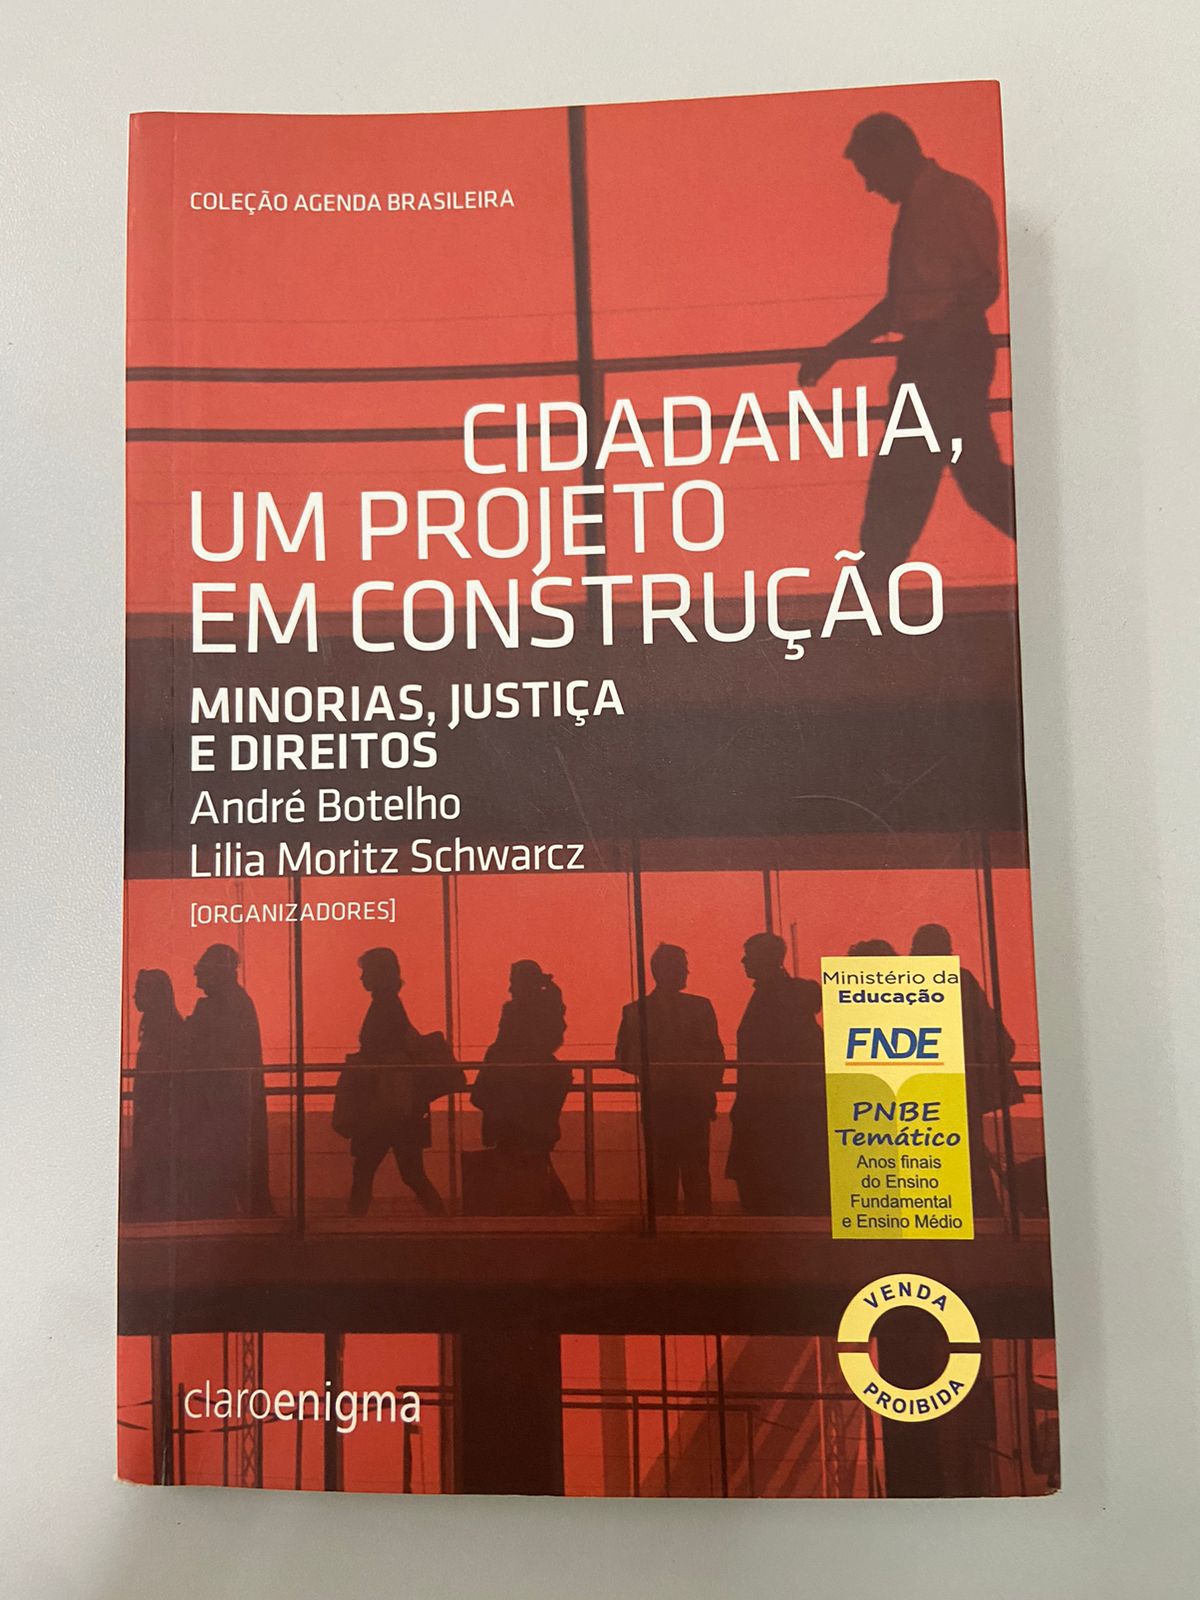 COLEÇÃO AGENDA BRASILEIRA
CIDADANIA,
UM PROJETO
EM CONSTRUÇÃO
MINORIAS, JUSTIÇA
E DIREITOS
André Botelho
Lilia Moritz Schwarcz
[ORGANIZADORES]
Ministério da
Educação
FNDE
PNBE
Temático
Anos finais
do Ensino
Fundamental
e Ensino Médio
VENDA
PROIBIDA
claroenigma